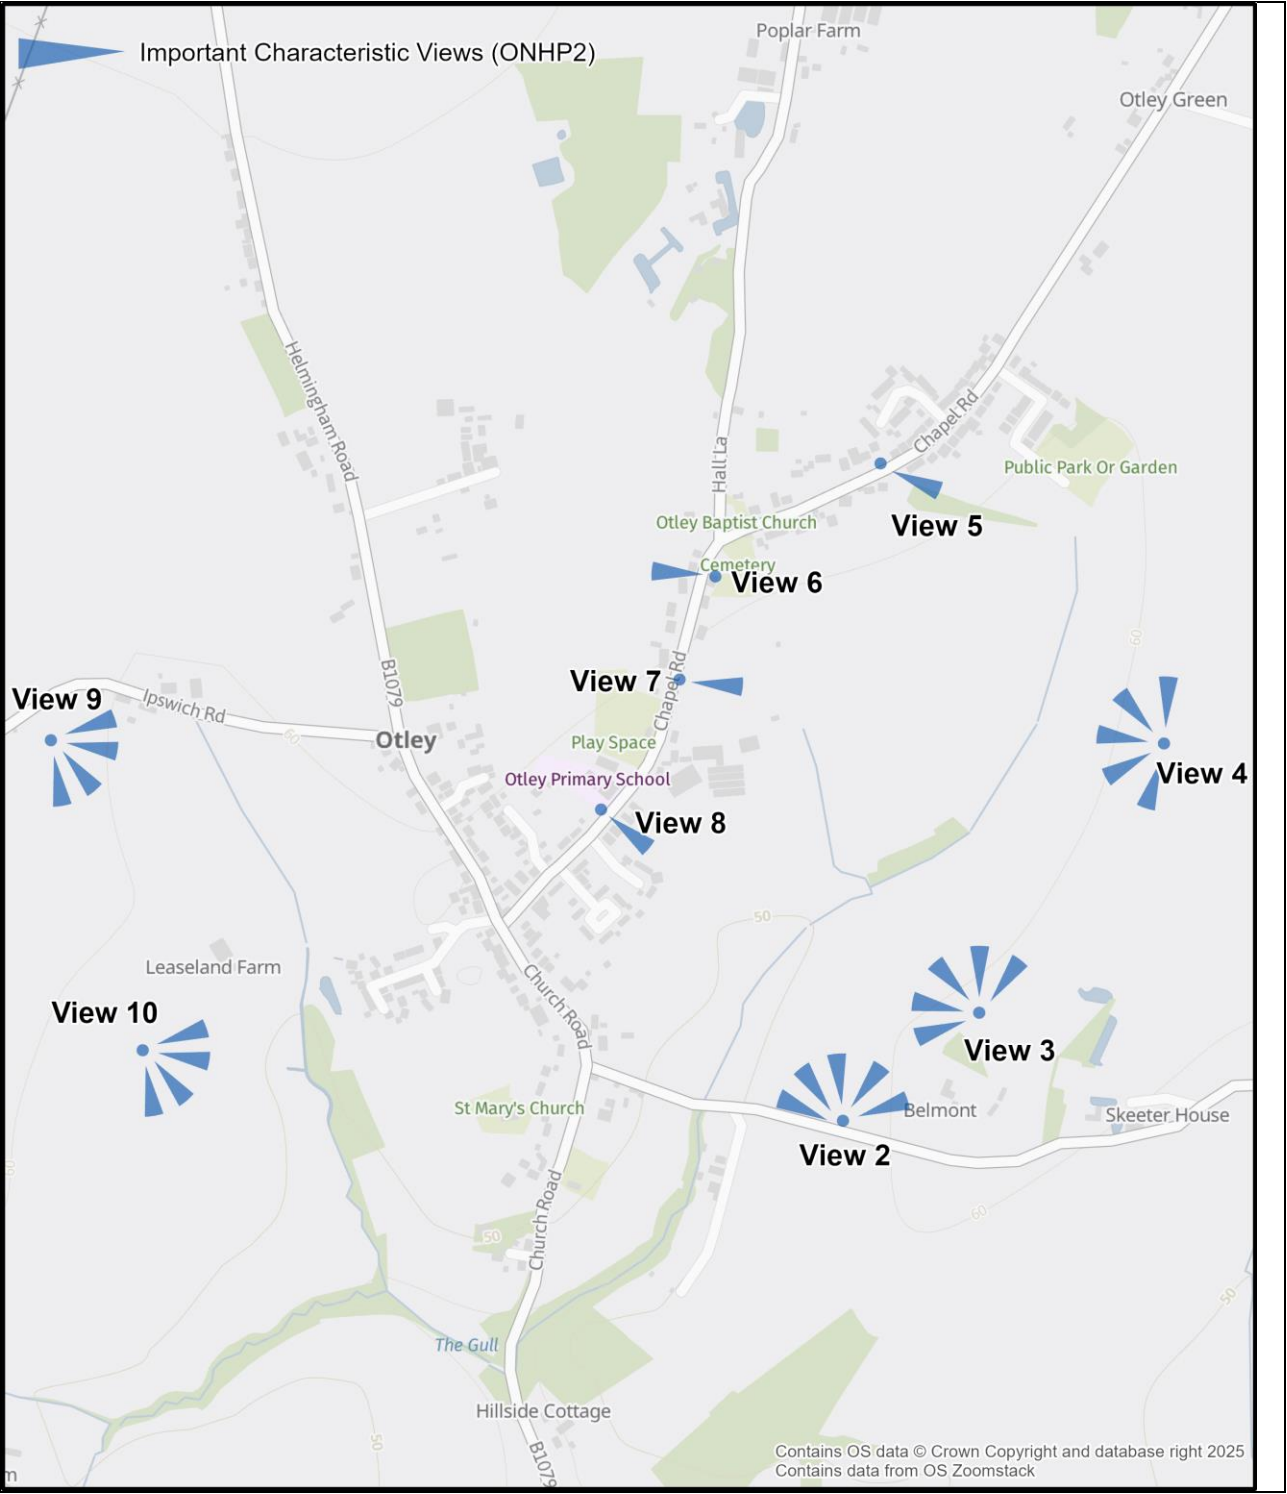 Poplar Farm
Important Characteristic Views (ONHP2)
Otley Green
Helmingham Road
Hall La
Chapel Rd
Public Park Or Garden
Otley Baptist Church
View 5
Cemetery
View 6
60
B1079
View 7
Chapel Rd
View 9
Ipswich Rd
60
Otley
Play Space
View 4
Otley Primary School
View 8
50
Leaseland Farm
Church Road
View 10
View 3
St Mary's Church
Belmont
Skeeter House
View 2
60
60
Church Road
50
50
The Gull
Hillside Cottage
50
B1079
Contains OS data © Crown Copyright and database right 2025
Contains data from OS Zoomstack
m